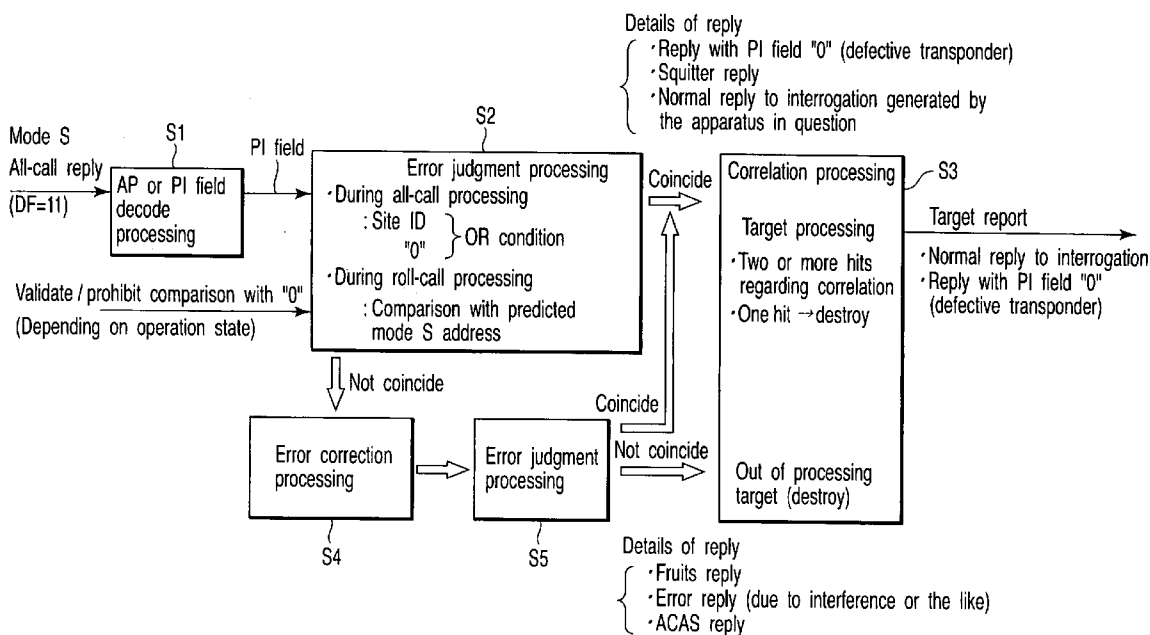 Details of reply
・Reply with PI field "0" (defective transponder)
・Squitter reply
・Normal reply to interrogation generated by
the apparatus in question
Mode S
All-call reply
(DF=11)
S1
AP or PI field
decode
processing
PI field
S2
Error judgment processing
・During all-call processing
: Site ID
"0"
OR condition
・During roll-call processing
: Comparison with predicted
mode S address
Validate / prohibit comparison with "0"
(Depending on operation state)
Coincide
Correlation processing
S3
Target processing
・Two or more hits
regarding correlation
・One hit → destroy
Out of processing
target (destroy)
Target report
・Normal reply to interrogation
・Reply with PI field "0"
(defective transponder)
Not coincide
Error correction
processing
S4
Error judgment
processing
S5
Coincide
Not coincide
Details of reply
・Fruits reply
・Error reply (due to interference or the like)
・ACAS reply